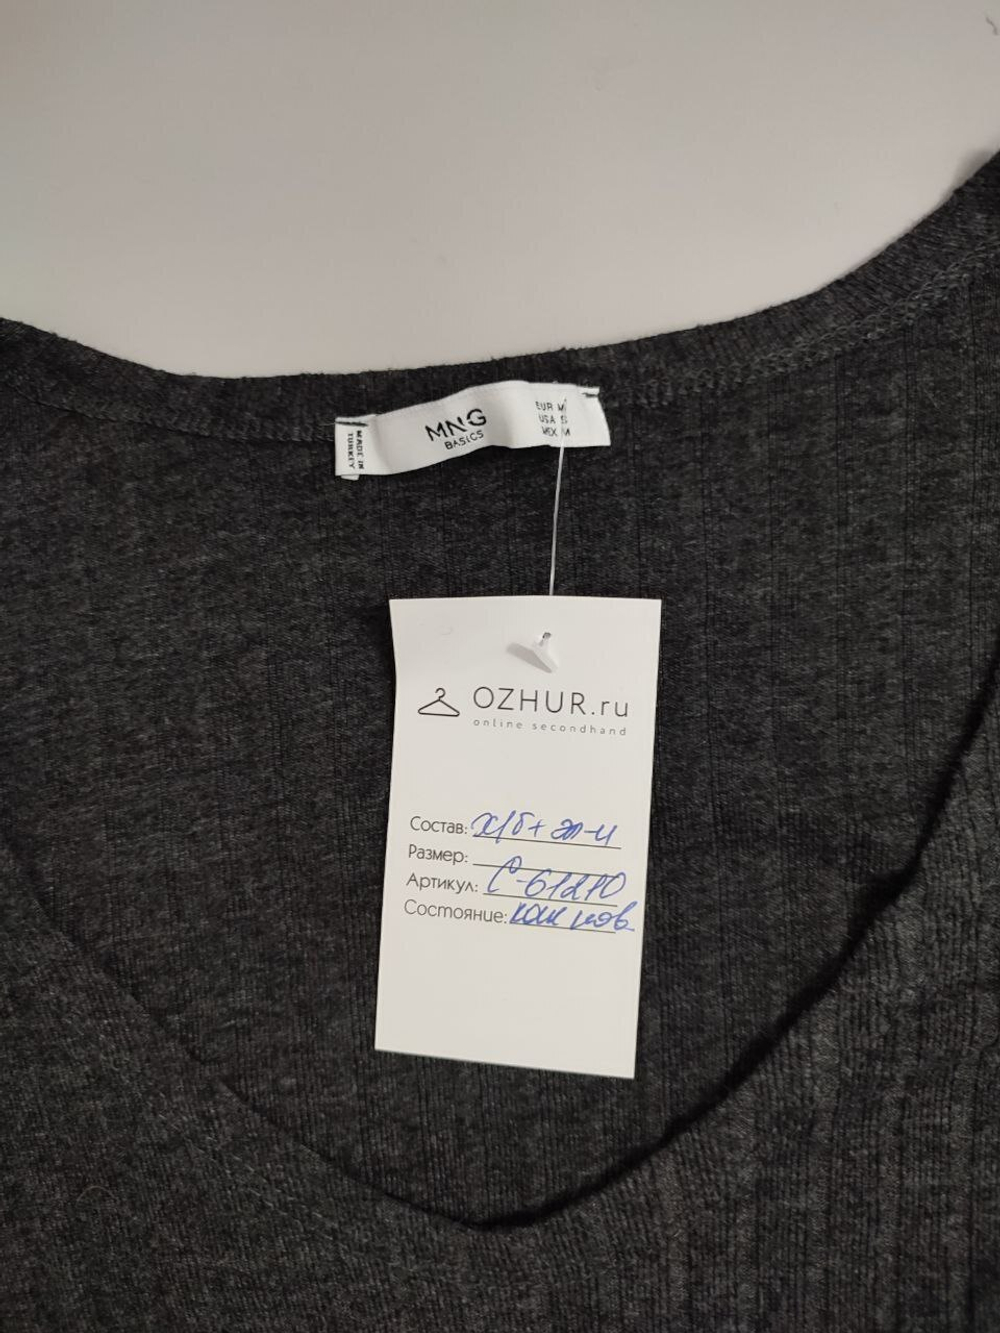 MNG
BASICS
EUR M
USA S
MEX M
MADE IN
TURKEY
OZHUR.ru
online secondhand
Состав: х/б + эл-н
Размер:
Артикул: С-61210
Состояние: как нов